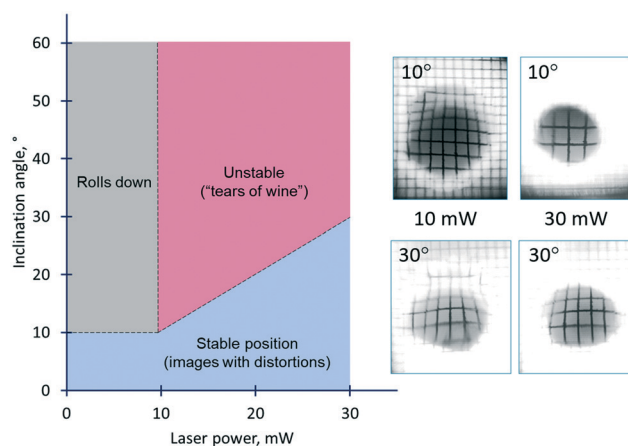 60
50
40
30
20
10
0
Inclination angle, °
Rolls down
Unstable
(“tears of wine”)
Stable position
(images with distortions)
0
10
20
30
Laser power, mW
10°
10°
10 mW
30 mW
30°
30°